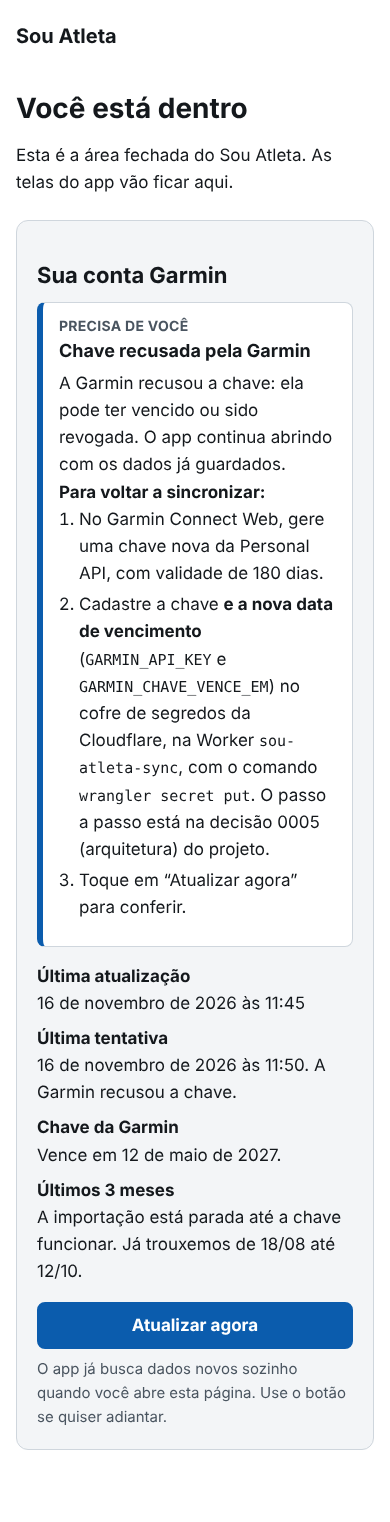 Sou Atleta
Você está dentro
Esta é a área fechada do Sou Atleta. As
telas do app vão ficar aqui.
Sua conta Garmin
PRECISA DE VOCÊ
Chave recusada pela Garmin
A Garmin recusou a chave: ela
pode ter vencido ou sido
revogada. O app continua abrindo
com os dados já guardados.
Para voltar a sincronizar:
1. No Garmin Connect Web, gere
uma chave nova da Personal
API, com validade de 180 dias.
2. Cadastre a chave e a nova data
de vencimento
(GARMIN_API_KEY e
GARMIN_CHAVE_VENCE_EM) no
cofre de segredos da
Cloudflare, na Worker sou-
atleta-sync, com o comando
wrangler secret put. O passo
a passo está na decisão 0005
(arquitetura) do projeto.
3. Toque em “Atualizar agora”
para conferir.
Última atualização
16 de novembro de 2026 às 11:45
Última tentativa
16 de novembro de 2026 às 11:50. A
Garmin recusou a chave.
Chave da Garmin
Vence em 12 de maio de 2027.
Últimos 3 meses
A importação está parada até a chave
funcionar. Já trouxemos de 18/08 até
12/10.
Atualizar agora
O app já busca dados novos sozinho
quando você abre esta página. Use o botão
se quiser adiantar.